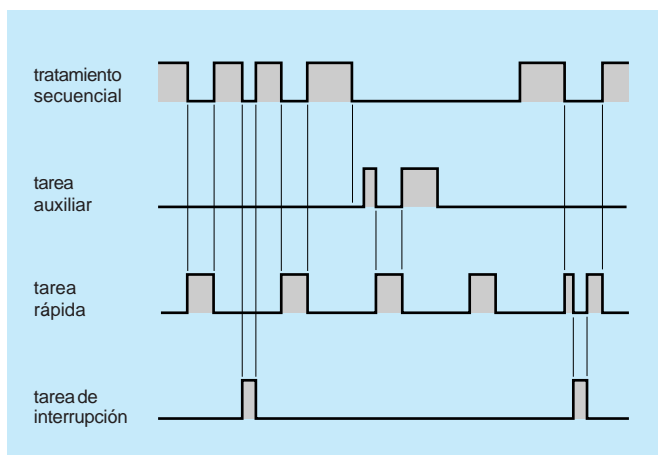 tratamiento
secuencial
tarea
auxiliar
tarea
rápida
tarea de
interrupción